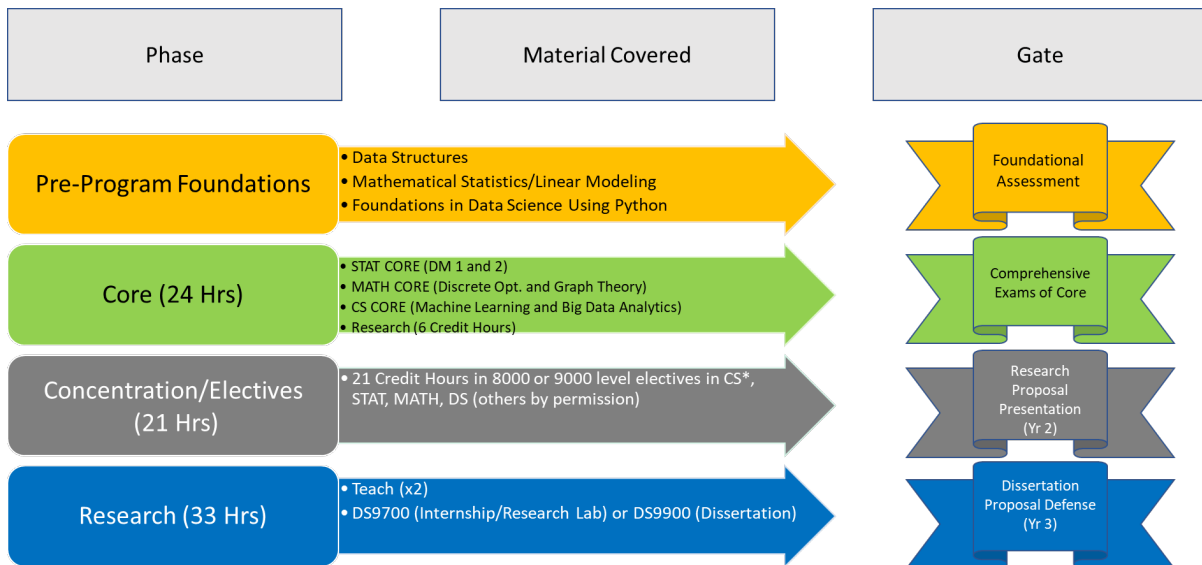 Phase
Material Covered
Gate
Pre-Program Foundations
• Data Structures
• Mathematical Statistics/Linear Modeling
• Foundations in Data Science Using Python
Foundational
Assessment
Core (24 Hrs)
• STAT CORE (DM 1 and 2)
• MATH CORE (Discrete Opt. and Graph Theory)
• CS CORE (Machine Learning and Big Data Analytics)
• Research (6 Credit Hours)
Comprehensive
Exams of Core
Concentration/Electives
(21 Hrs)
• 21 Credit Hours in 8000 or 9000 level electives in CS*,
STAT, MATH, DS (others by permission)
Research
Proposal
Presentation
(Yr 2)
Research (33 Hrs)
• Teach (x2)
• DS9700 (Internship/Research Lab) or DS9900 (Dissertation)
Dissertation
Proposal Defense
(Yr 3)